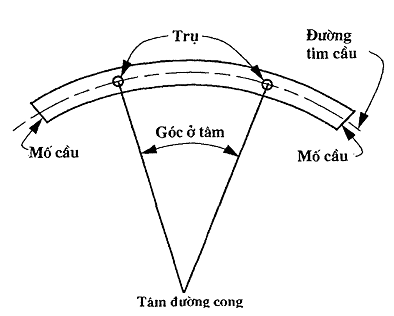 Trụ
Đường
tim cầu
Góc ở tâm
Mố cầu
Mố cầu
Tâm đường cong